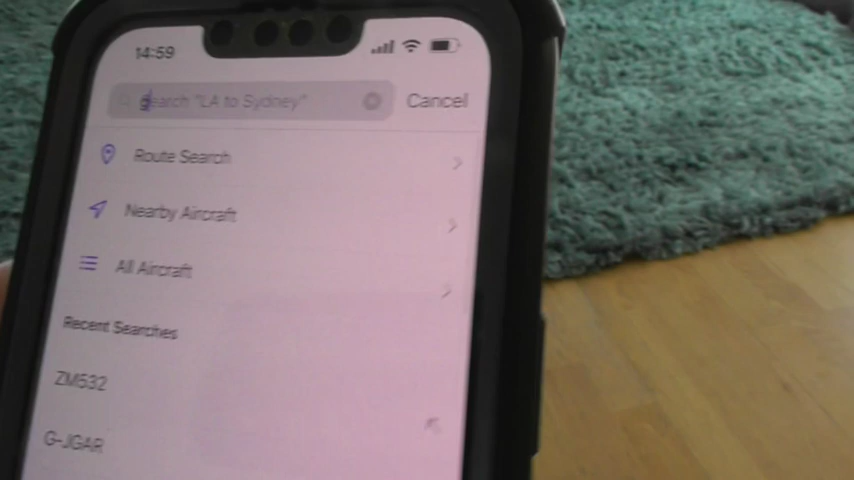 14:59
Search "LA to Sydney"
Cancel
Route Search
Nearby Aircraft
All Aircraft
Recent Searches
ZM532
G-JGAR